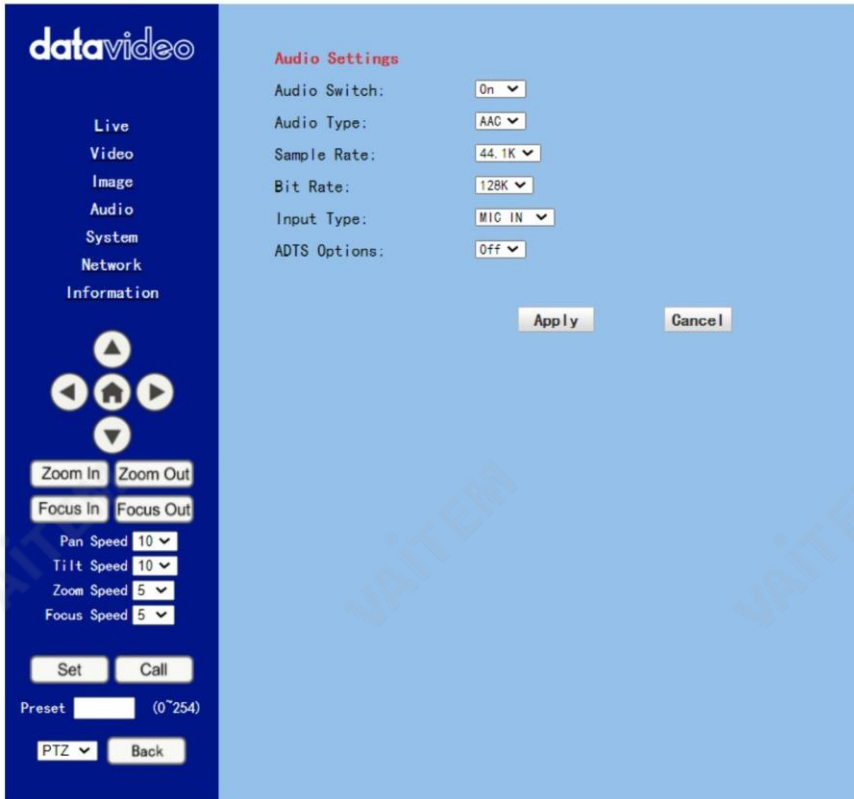 datavideo
Live
Video
Image
Audio
System
Network
Information
Zoom In Zoom Out
Focus In Focus Out
Pan Speed 10
Tilt Speed 10
Zoom Speed 5
Focus Speed 5
Set Call
Preset (0~254)
PTZ Back
Audio Settings
Audio Switch: On
Audio Type: AAC
Sample Rate: 44.1K
Bit Rate: 128K
Input Type: MIC IN
ADTS Options: Off
Apply Cancel
VAITEM
VAITEM
VAITEM